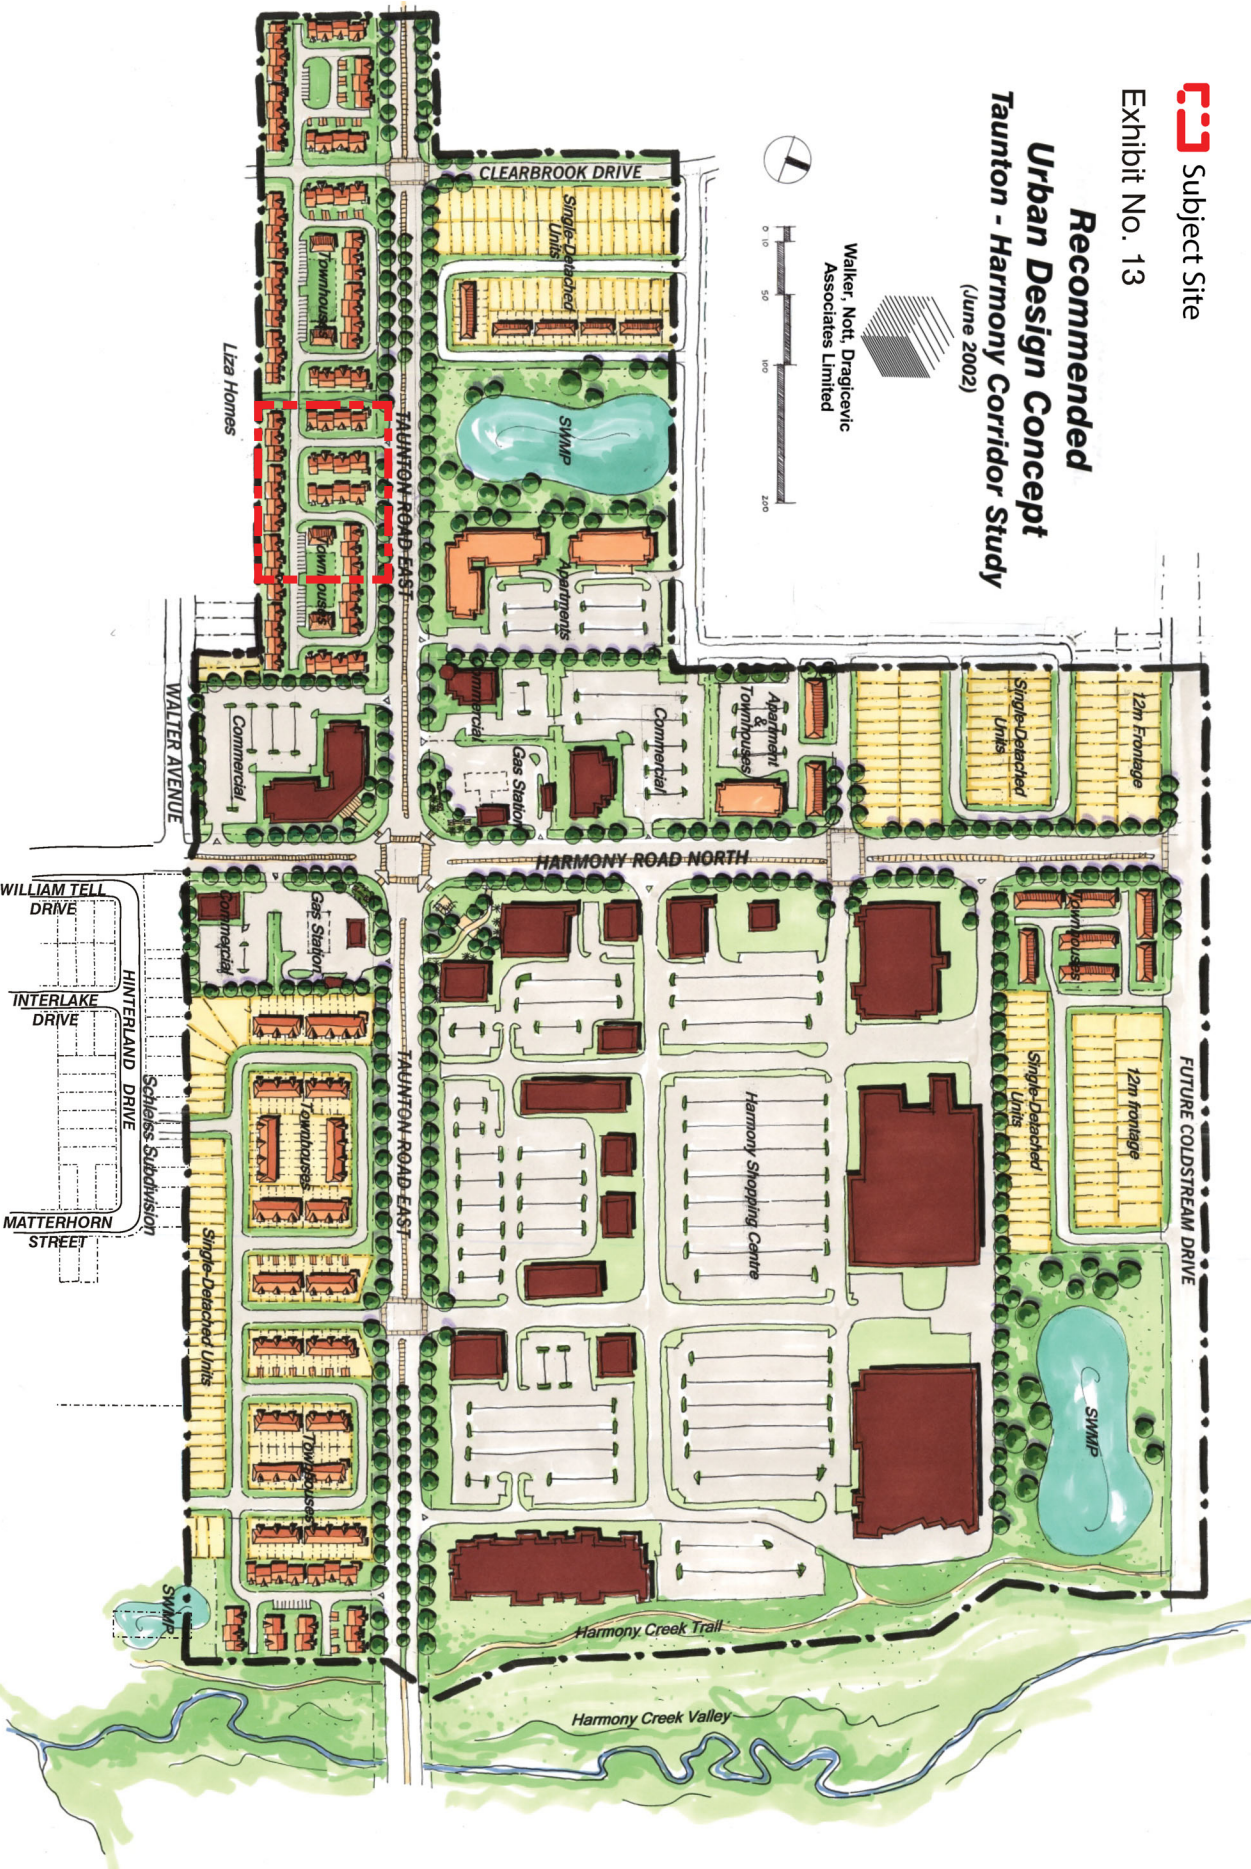 Subject Site
Exhibit No. 13
Recommended
Urban Design Concept
Taunton - Harmony Corridor Study
(June 2002)
Walker, Nott, Dragicevic
Associates Limited
0 10 50 100 200
CLEARBROOK DRIVE
Single-Detached
Units
SWMP
Apartments
Townhouses
Townhouses
Liza Homes
TAUNTON ROAD EAST
WALTER AVENUE
Commercial
Commercial
Gas Station
Commercial
Apartment
&
Townhouses
Single-Detached
Units
12m Frontage
HARMONY ROAD NORTH
Commercial
Gas Station
Townhouses
12m frontage
Single-Detached
Units
FUTURE COLDSTREAM DRIVE
SWMP
Harmony Shopping Centre
TAUNTON ROAD EAST
Townhouses
Townhouses
Single-Detached Units
WILLIAM TELL
DRIVE
INTERLAKE
DRIVE
HINTERLAND DRIVE
Schleiss Subdivision
MATTERHORN
STREET
SWMP
Harmony Creek Trail
Harmony Creek Valley